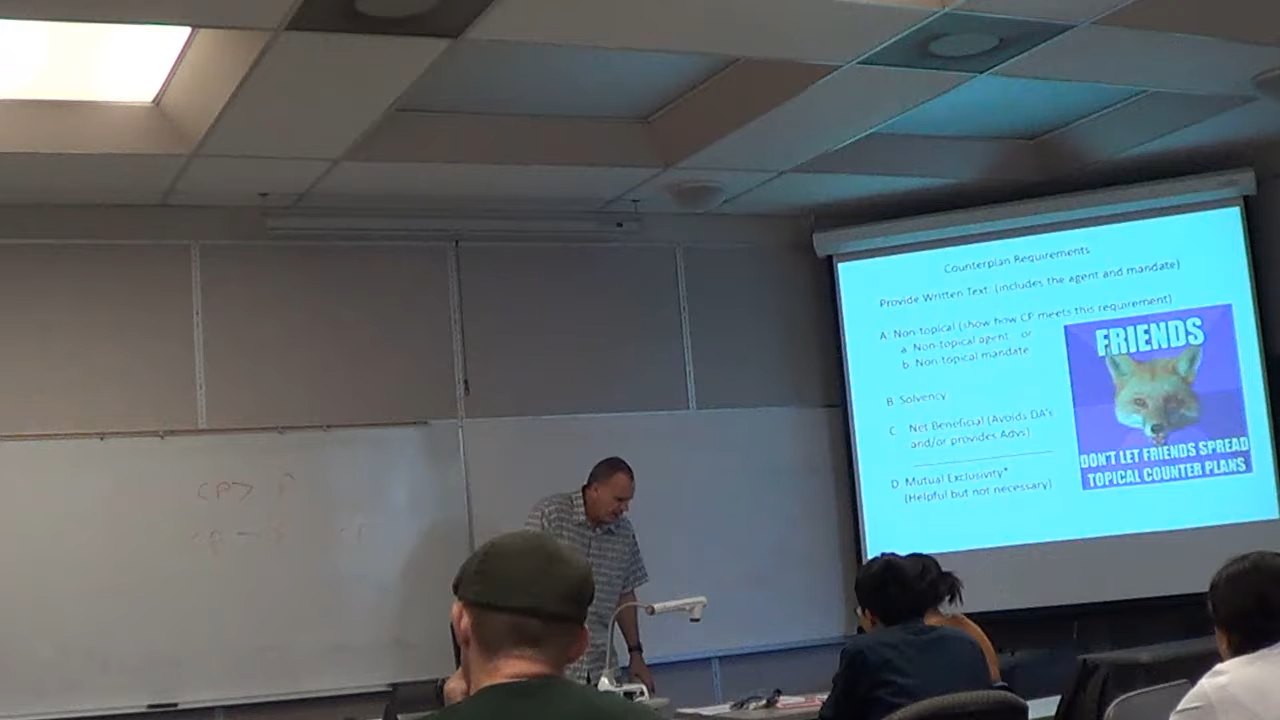 Counterplan Requirements
Provide Written Text: (includes the agent and mandate)
A. Non-topical (show how CP meets this requirement)
a. Non-topical agent or
b. Non topical mandate
B Solvency
C. Net Beneficial (Avoids DA's
and/or provides Advs)
D Mutual Exclusivity*
(Helpful but not necessary)
FRIENDS
DON'T LET FRIENDS SPREAD
TOPICAL COUNTER PLANS
CP> P